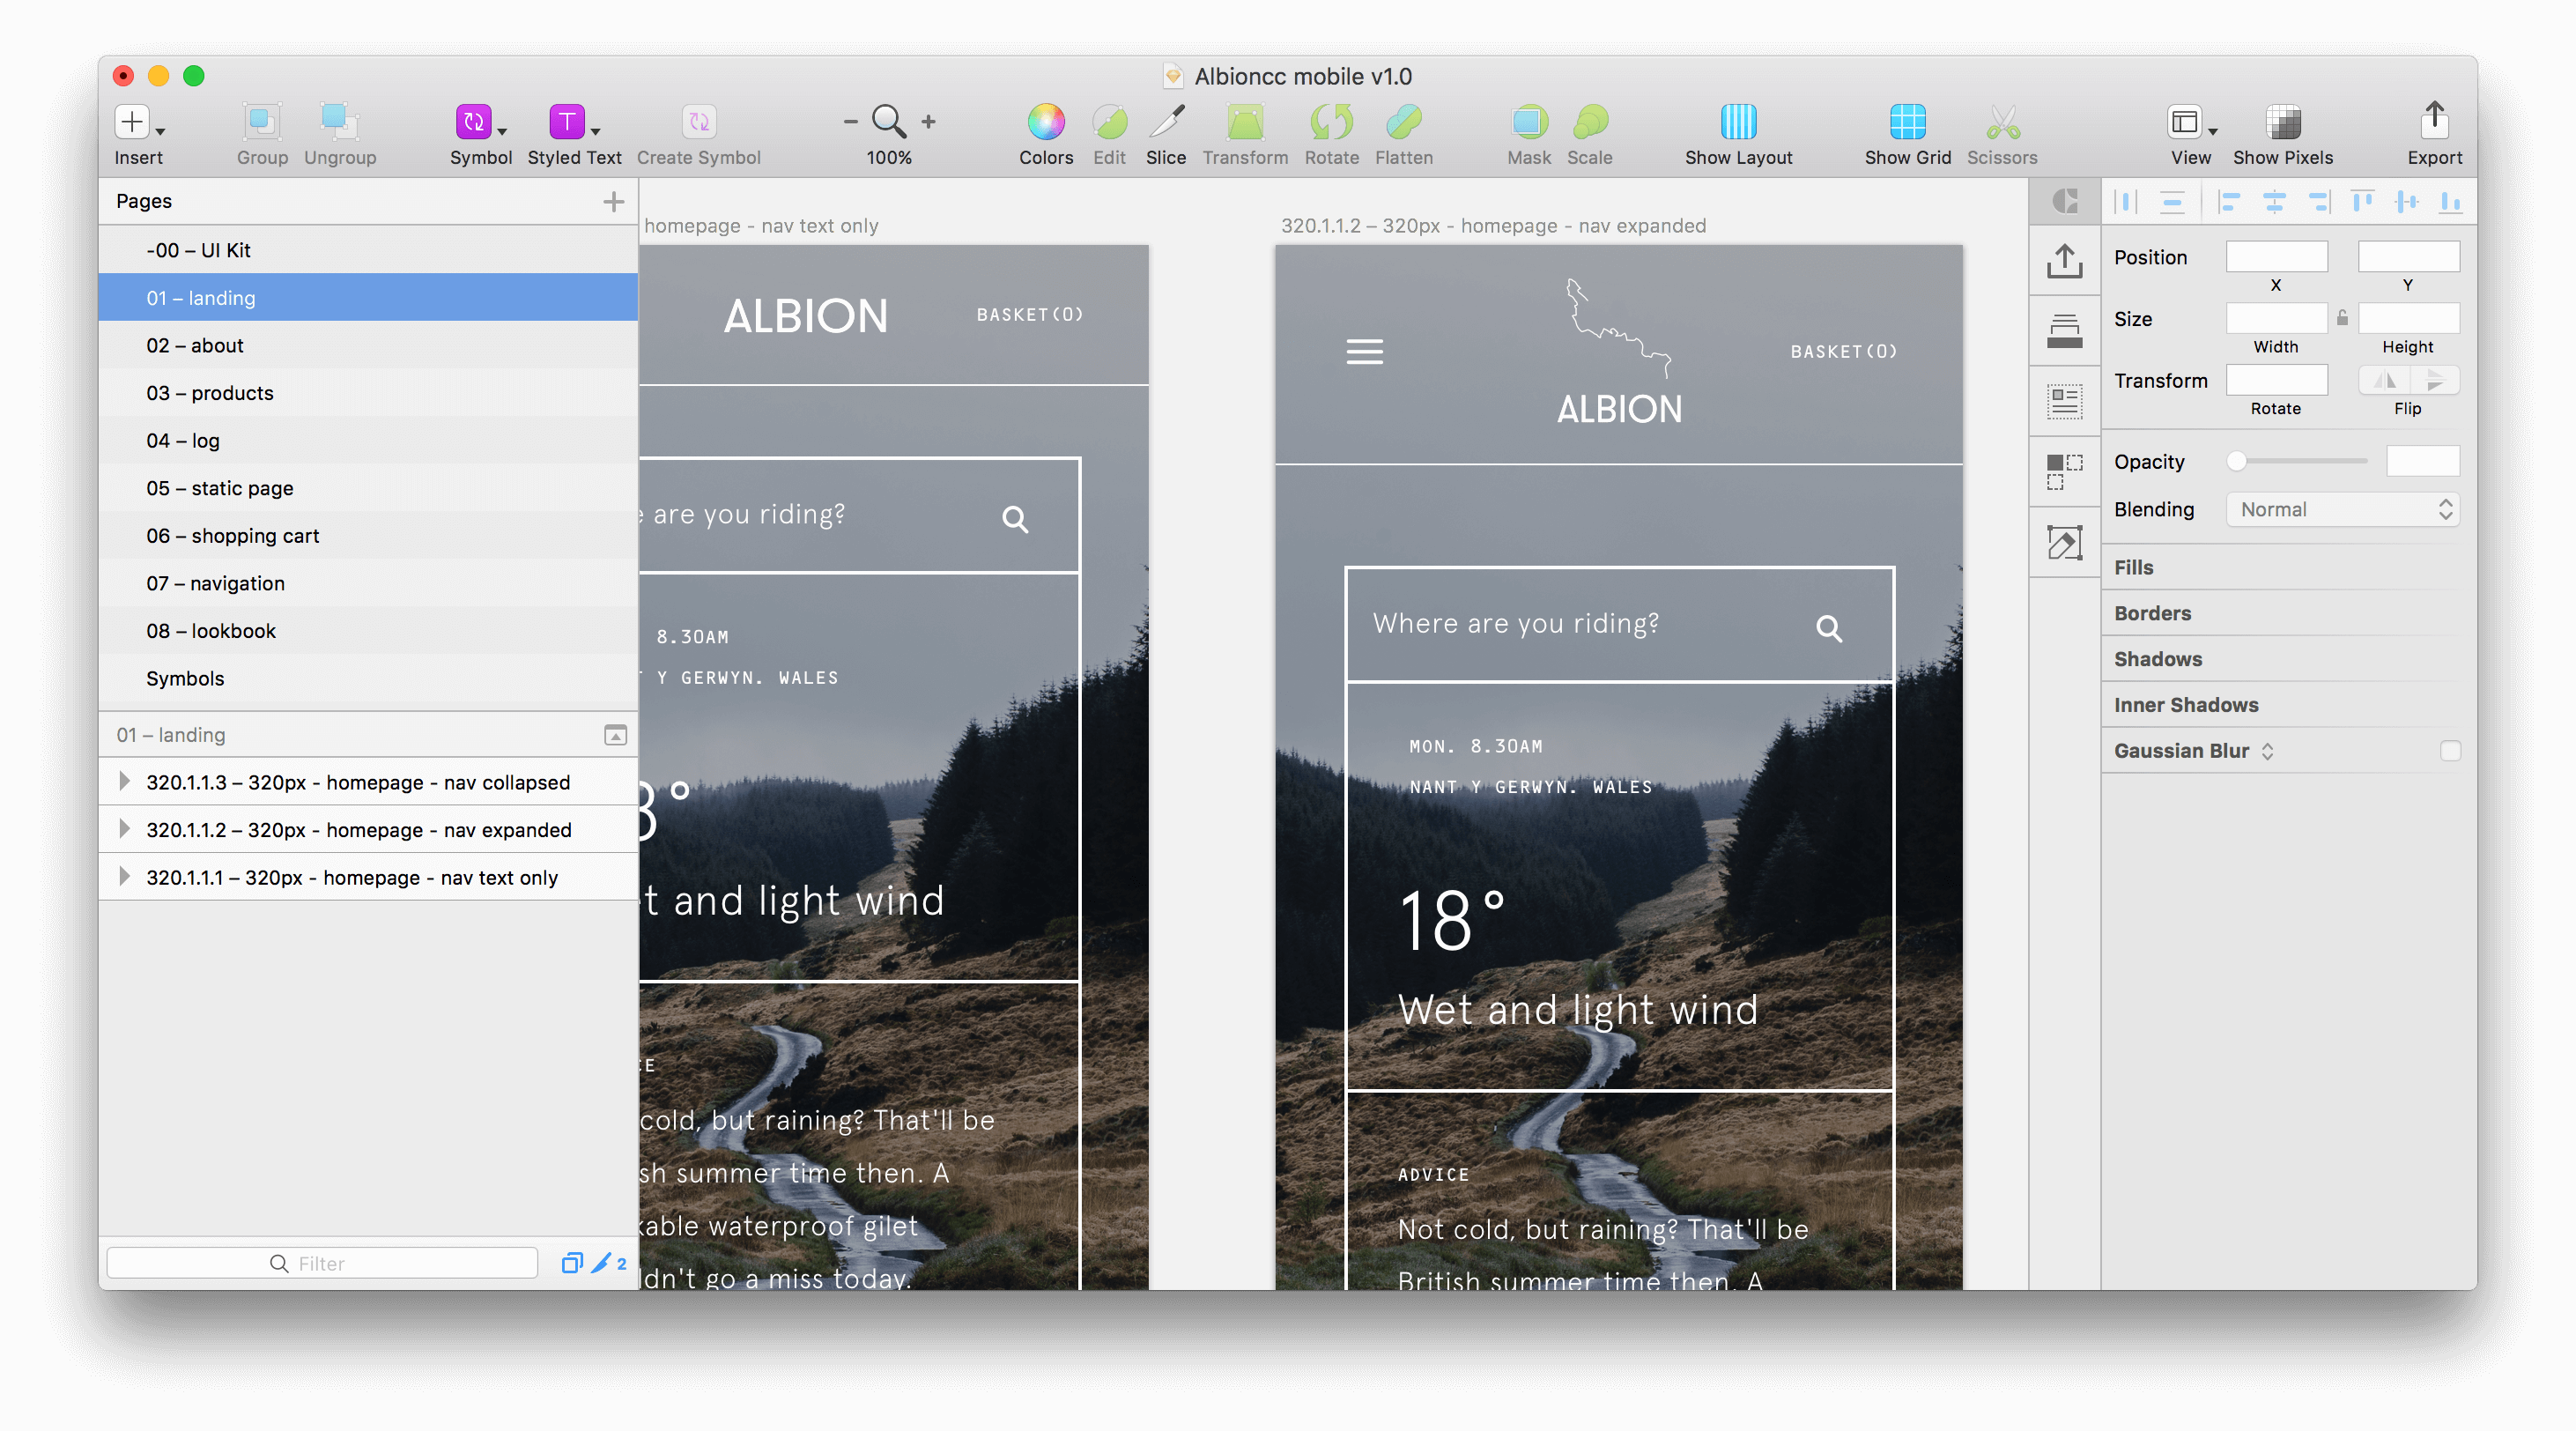 Albioncc mobile v1.0
Insert
Group
Ungroup
Symbol
Styled Text
Create Symbol
100%
Colors
Edit
Slice
Transform
Rotate
Flatten
Mask
Scale
Show Layout
Show Grid
Scissors
View
Show Pixels
Export
Pages
-00 – UI Kit
01 – landing
02 – about
03 – products
04 – log
05 – static page
06 – shopping cart
07 – navigation
08 – lookbook
Symbols
01 – landing
320.1.1.3 – 320px - homepage - nav collapsed
320.1.1.2 – 320px - homepage - nav expanded
320.1.1.1 – 320px - homepage - nav text only
Filter
2
homepage - nav text only
ALBION
BASKET(0)
are you riding?
8.30AM
Y GERWYN. WALES
8°
and light wind
cold, but raining? That'll be
summer time then. A
waterproof gilet
go a miss today.
320.1.1.2 – 320px - homepage - nav expanded
BASKET(0)
ALBION
Where are you riding?
MON. 8.30AM
NANT Y GERWYN. WALES
18°
Wet and light wind
ADVICE
Not cold, but raining? That'll be
British summer time then. A
Position
X
Y
Size
Width
Height
Transform
Rotate
Flip
Opacity
Blending
Normal
Fills
Borders
Shadows
Inner Shadows
Gaussian Blur